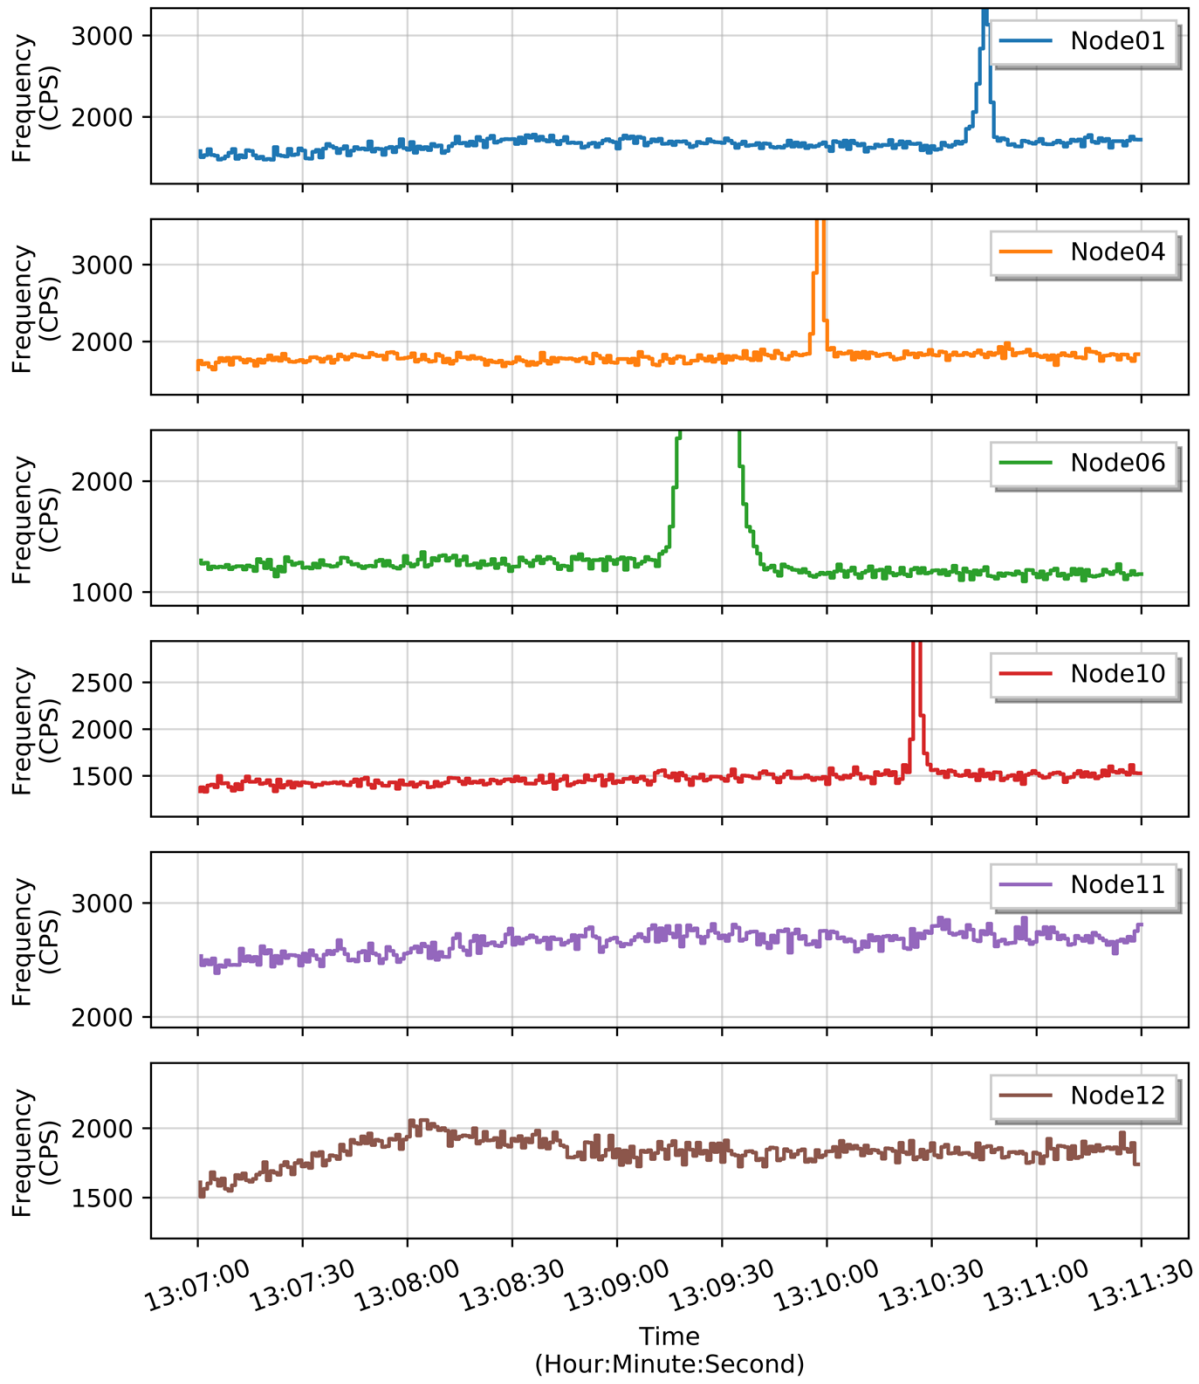 Frequency
(CPS)
3000
2000
Node01
Frequency
(CPS)
3000
2000
Node04
Frequency
(CPS)
2000
1000
Node06
Frequency
(CPS)
2500
2000
1500
Node10
Frequency
(CPS)
3000
2000
Node11
Frequency
(CPS)
2000
1500
Node12
13:07:00 13:07:30 13:08:00 13:08:30 13:09:00 13:09:30 13:10:00 13:10:30 13:11:00 13:11:30
Time
(Hour:Minute:Second)